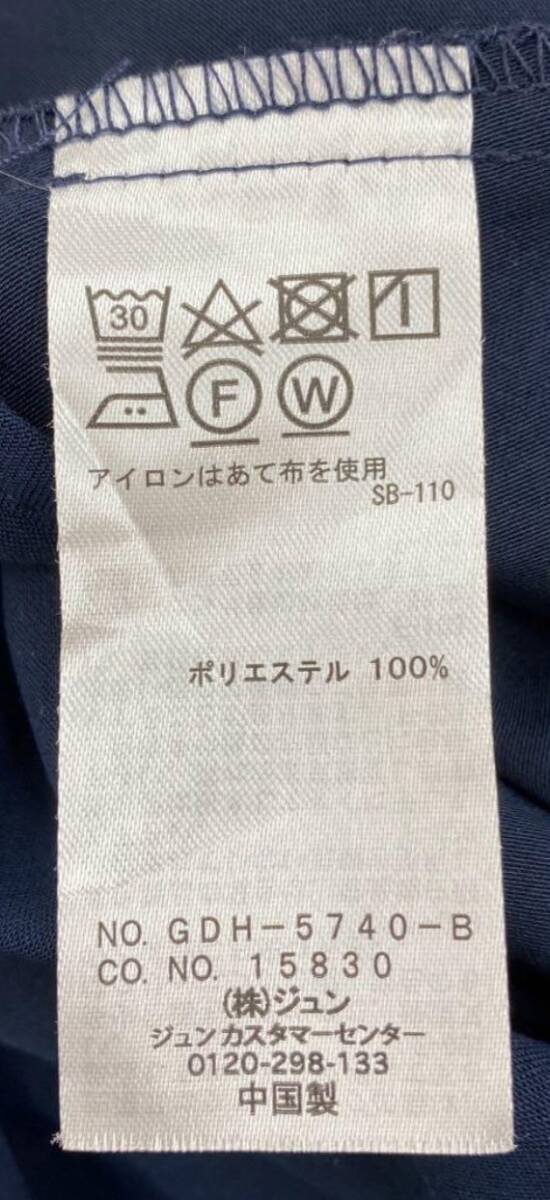 30
F W
アイロンはあて布を使用
SB-110
ポリエステル 100%
NO. GDH-5740-B
CO. NO. 15830
(株)ジュン
ジュンカスタマーセンター
0120-298-133
中国製